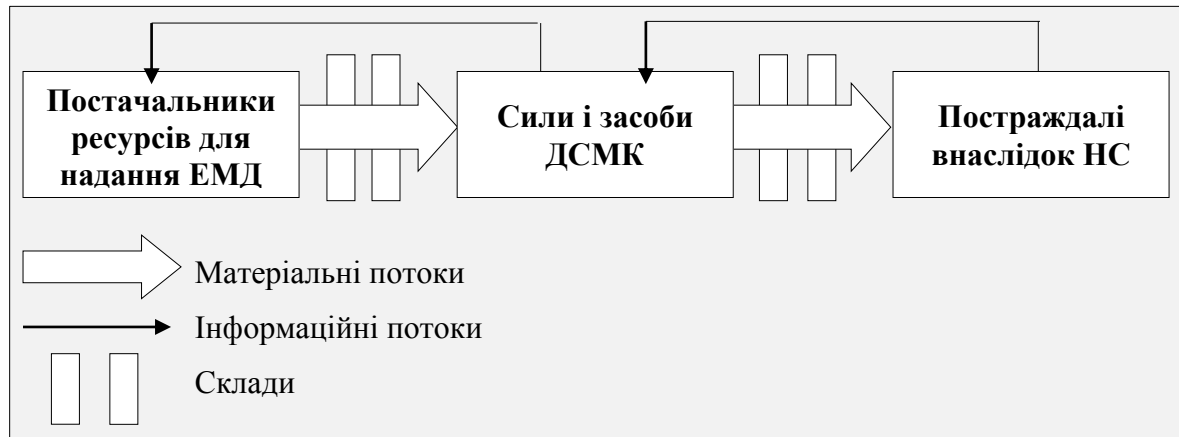 Постачальники
ресурсів для
надання ЕМД
Сили і засоби
ДСМК
Постраждалі
внаслідок НС
Матеріальні потоки
Інформаційні потоки
Склади